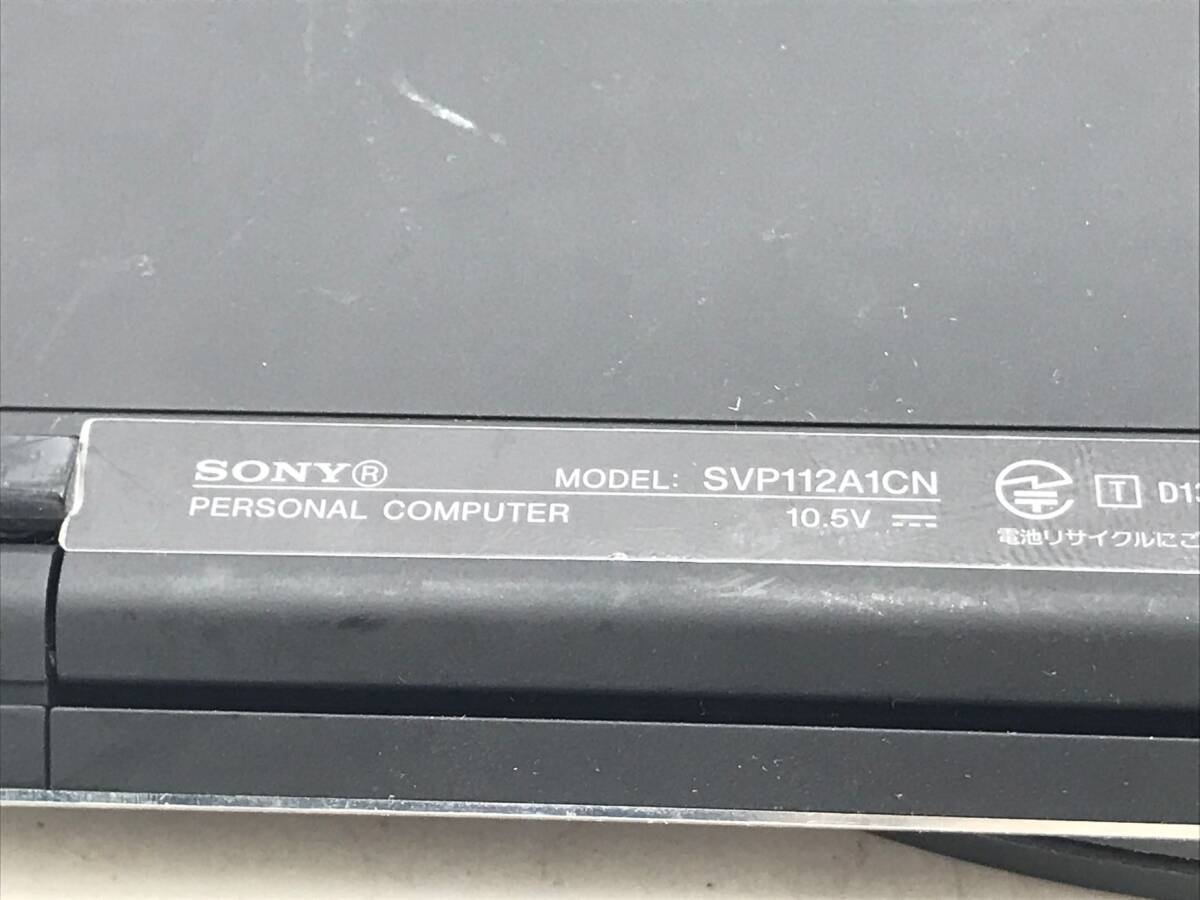 SONY®
MODEL: SVP112A1CN
PERSONAL COMPUTER
10.5V ⎓
T D13
電池リサイクルにご